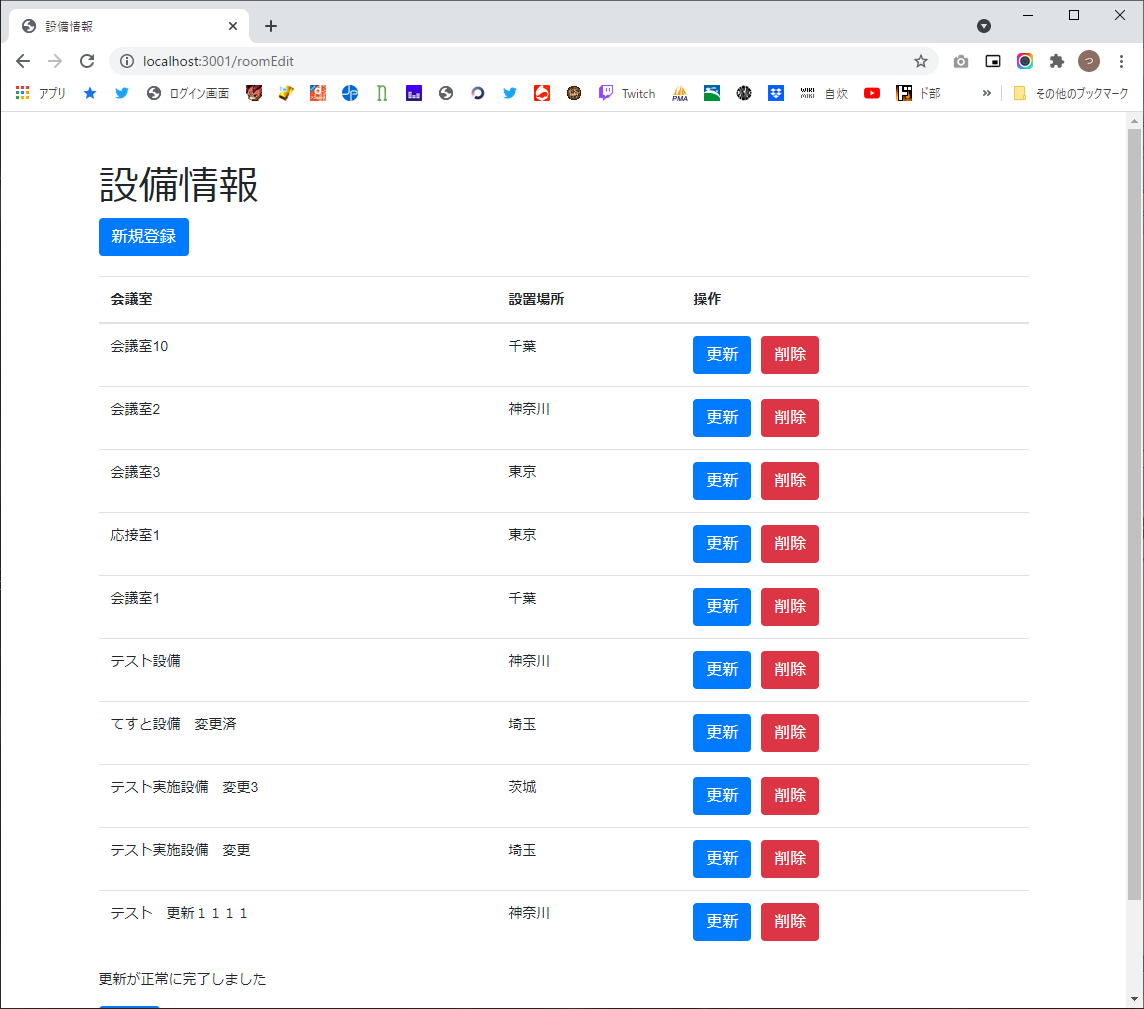 設備情報
localhost:3001/roomEdit
つ
アプリ ログイン画面 Twitch PMA WIKI WIKI 自炊 ド部 » その他のブックマーク
設備情報
新規登録
会議室 設置場所 操作
会議室10 千葉 更新 削除
会議室2 神奈川 更新 削除
会議室3 東京 更新 削除
応接室1 東京 更新 削除
会議室1 千葉 更新 削除
テスト設備 神奈川 更新 削除
てすと設備　変更済 埼玉 更新 削除
テスト実施設備　変更3 茨城 更新 削除
テスト実施設備　変更 埼玉 更新 削除
テスト　更新１１１１ 神奈川 更新 削除
更新が正常に完了しました